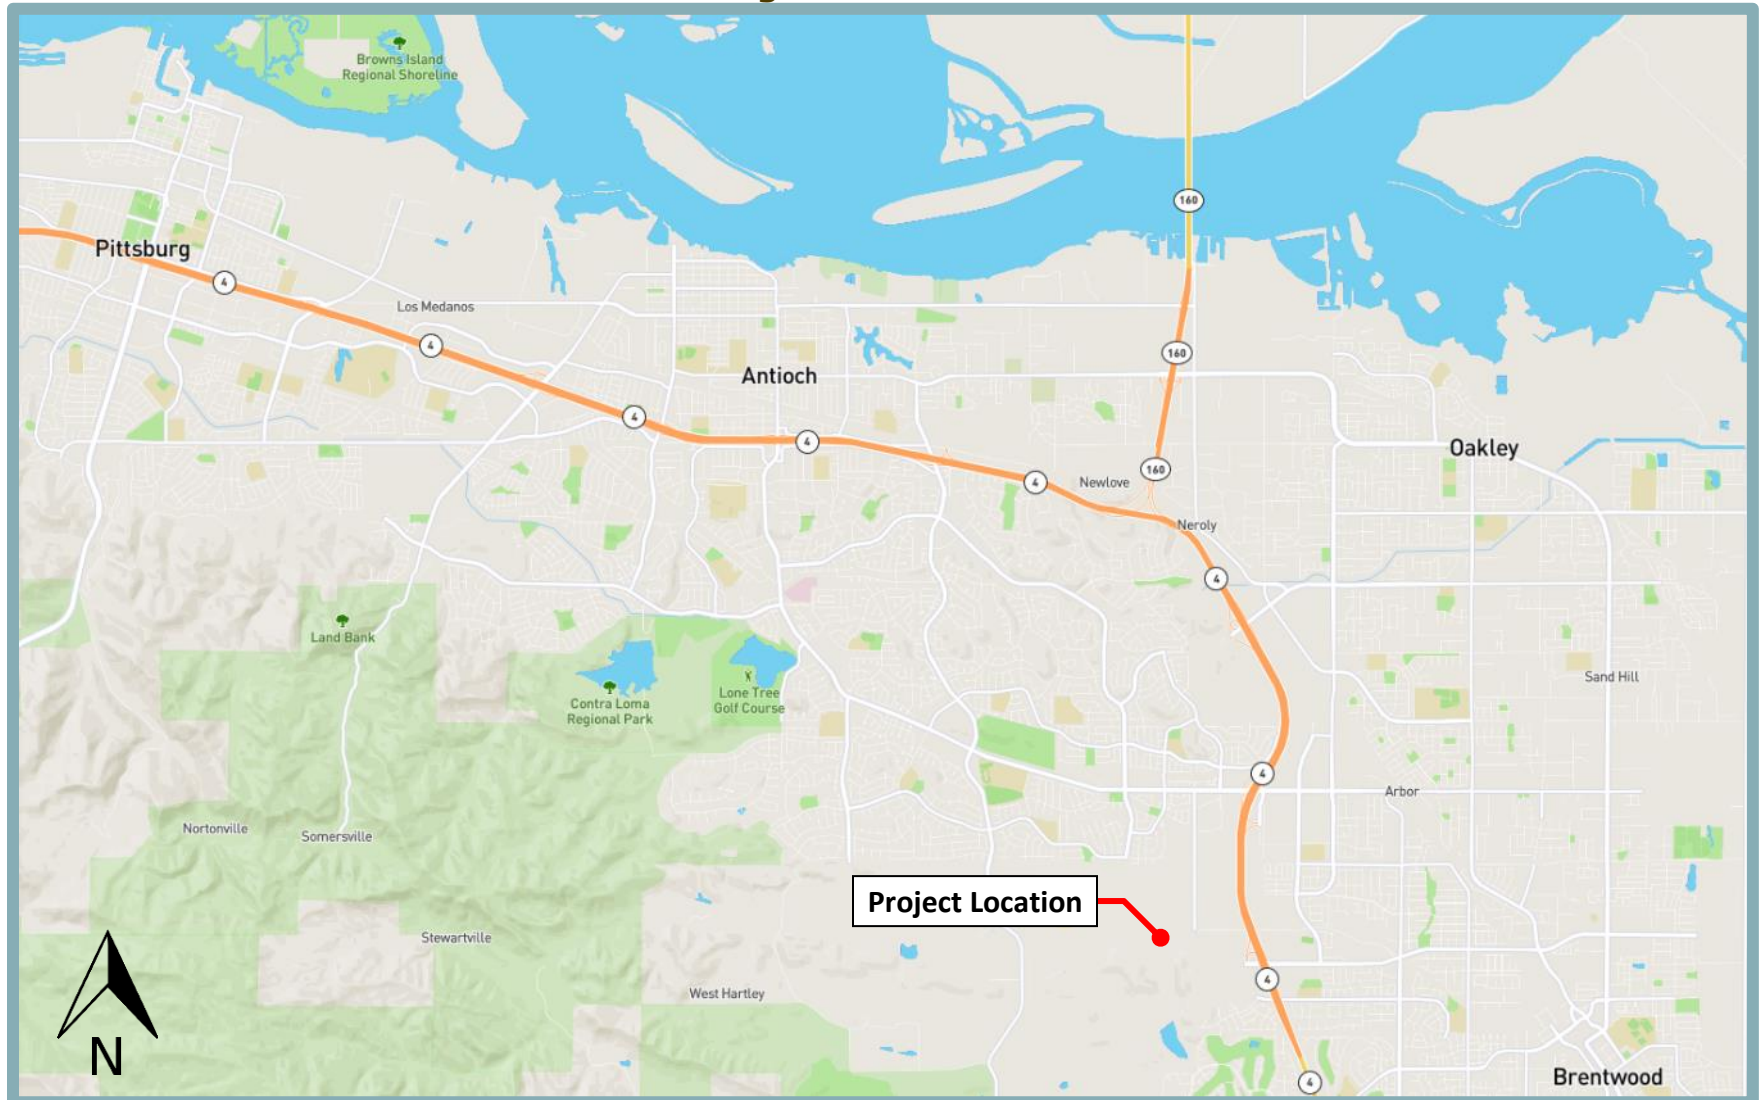 Browns Island
Regional Shoreline
160
Pittsburg
4
Los Medanos
4
160
Antioch
4
4
Oakley
160
4
Newlove
Neroly
4
Land Bank
Sand Hill
Contra Loma
Regional Park
Lone Tree
Golf Course
4
Arbor
Nortonville
Somersville
Project Location
Stewartville
4
West Hartley
N
Brentwood
4